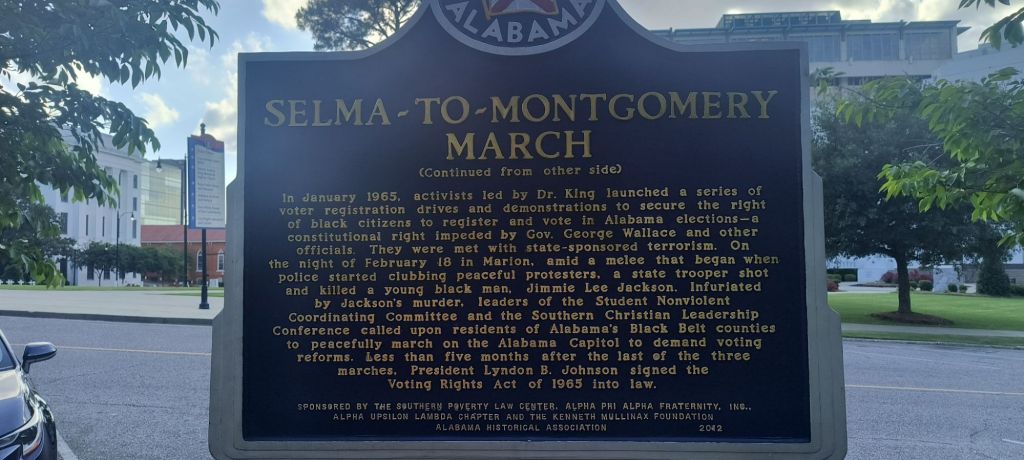 ALABAMA
SELMA-TO-MONTGOMERY
MARCH
(Continued from other side)
In January 1965, activists led by Dr. King launched a series of
voter registration drives and demonstrations to secure the right
of black citizens to register and vote in Alabama elections—a
constitutional right impeded by Gov. George Wallace and other
officials. They were met with state-sponsored terrorism. On
the night of February 18 in Marion, amid a melee that began when
police started clubbing peaceful protesters, a state trooper shot
and killed a young black man, Jimmie Lee Jackson. Infuriated
by Jackson's murder, leaders of the Student Nonviolent
Coordinating Committee and the Southern Christian Leadership
Conference called upon residents of Alabama's Black Belt counties
to peacefully march on the Alabama Capitol to demand voting
reforms. Less than five months after the last of the three
marches, President Lyndon B. Johnson signed the
Voting Rights Act of 1965 into law.
SPONSORED BY THE SOUTHERN POVERTY LAW CENTER, ALPHA PHI ALPHA FRATERNITY, INC.,
ALPHA UPSILON LAMBDA CHAPTER AND THE KENNETH MULLINAX FOUNDATION
ALABAMA HISTORICAL ASSOCIATION 2012